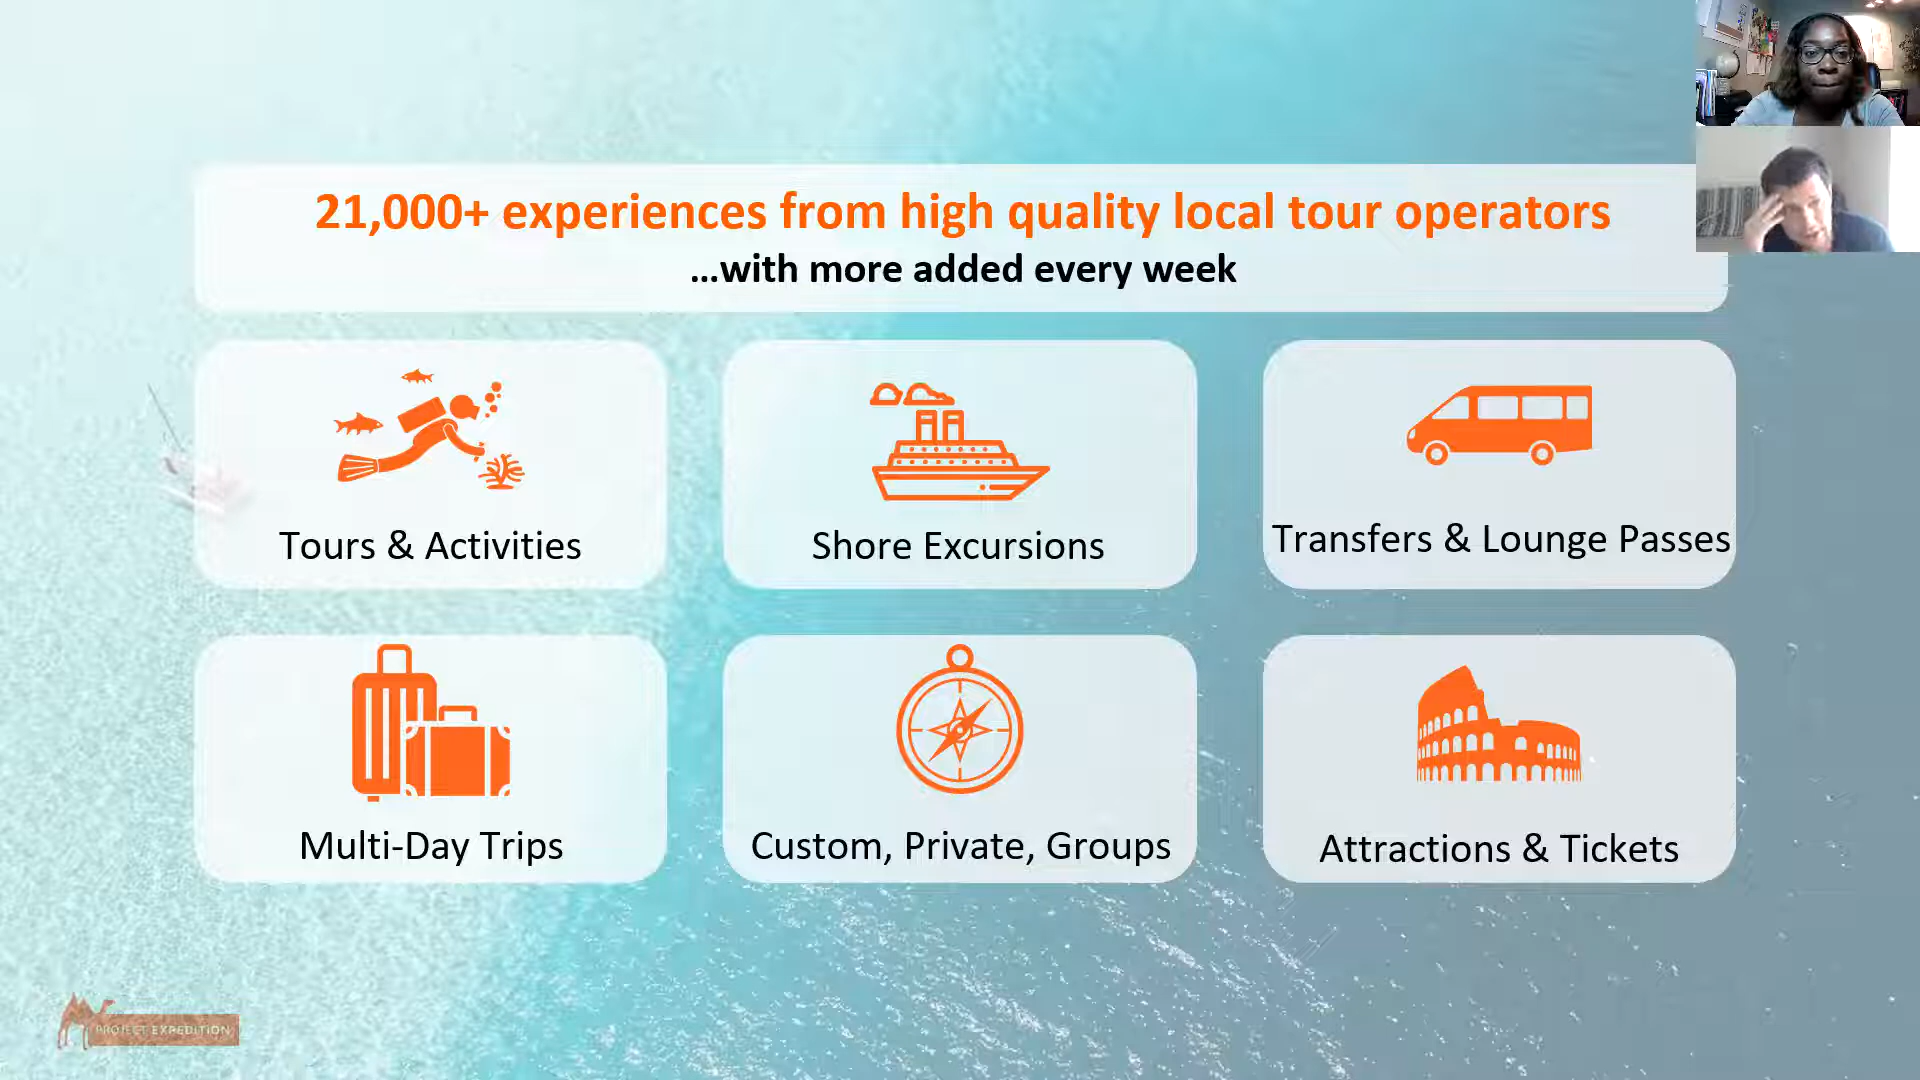 21,000+ experiences from high quality local tour operators
...with more added every week
Tours & Activities
Shore Excursions
Transfers & Lounge Passes
Multi-Day Trips
Custom, Private, Groups
Attractions & Tickets
PROJECT EXPEDITION